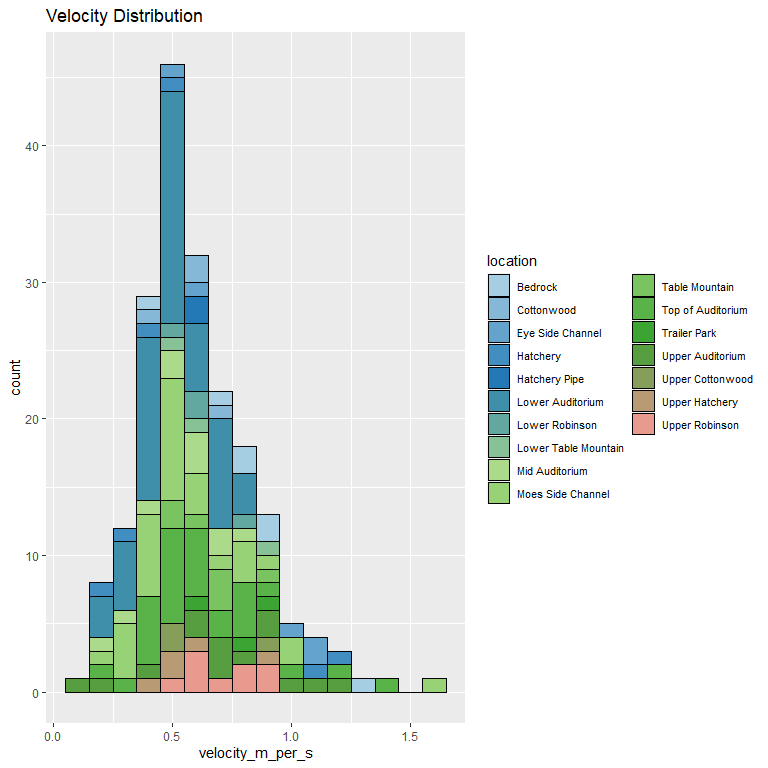 Velocity Distribution
count
40
30
20
10
0
0.0
0.5
1.0
1.5
velocity_m_per_s
location
Bedrock
Cottonwood
Eye Side Channel
Hatchery
Hatchery Pipe
Lower Auditorium
Lower Robinson
Lower Table Mountain
Mid Auditorium
Moes Side Channel
Table Mountain
Top of Auditorium
Trailer Park
Upper Auditorium
Upper Cottonwood
Upper Hatchery
Upper Robinson